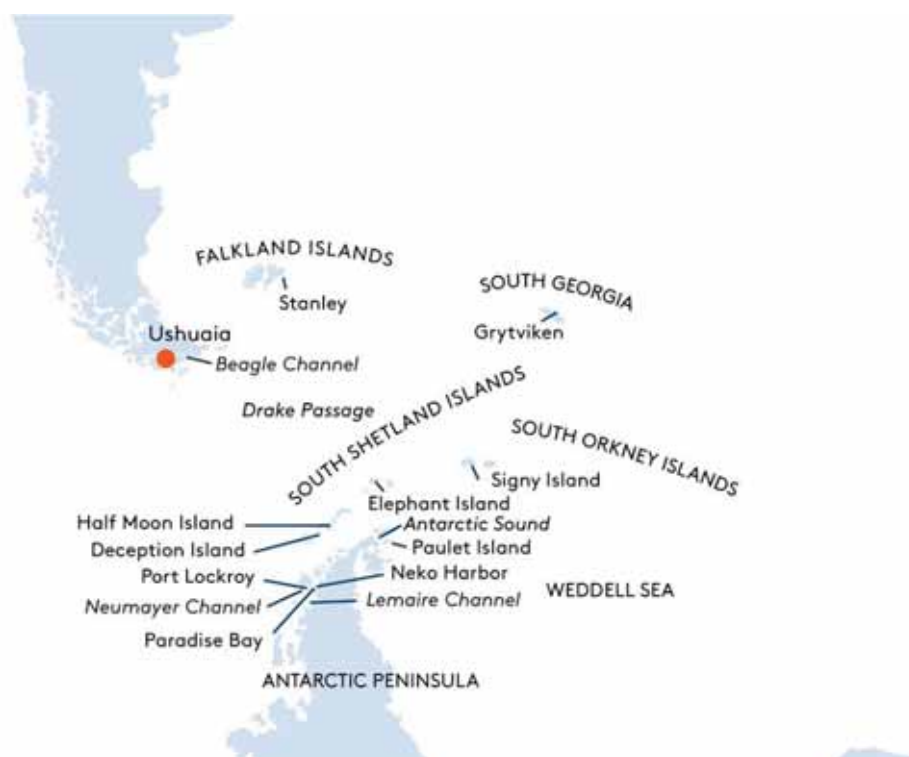 FALKLAND ISLANDS
Stanley
SOUTH GEORGIA
Grytviken
Ushuaia
Beagle Channel
Drake Passage
SOUTH SHETLAND ISLANDS
SOUTH ORKNEY ISLANDS
Signy Island
Elephant Island
Half Moon Island
Antarctic Sound
Deception Island
Paulet Island
Port Lockroy
Neko Harbor
WEDDELL SEA
Neumayer Channel
Lemaire Channel
Paradise Bay
ANTARCTIC PENINSULA